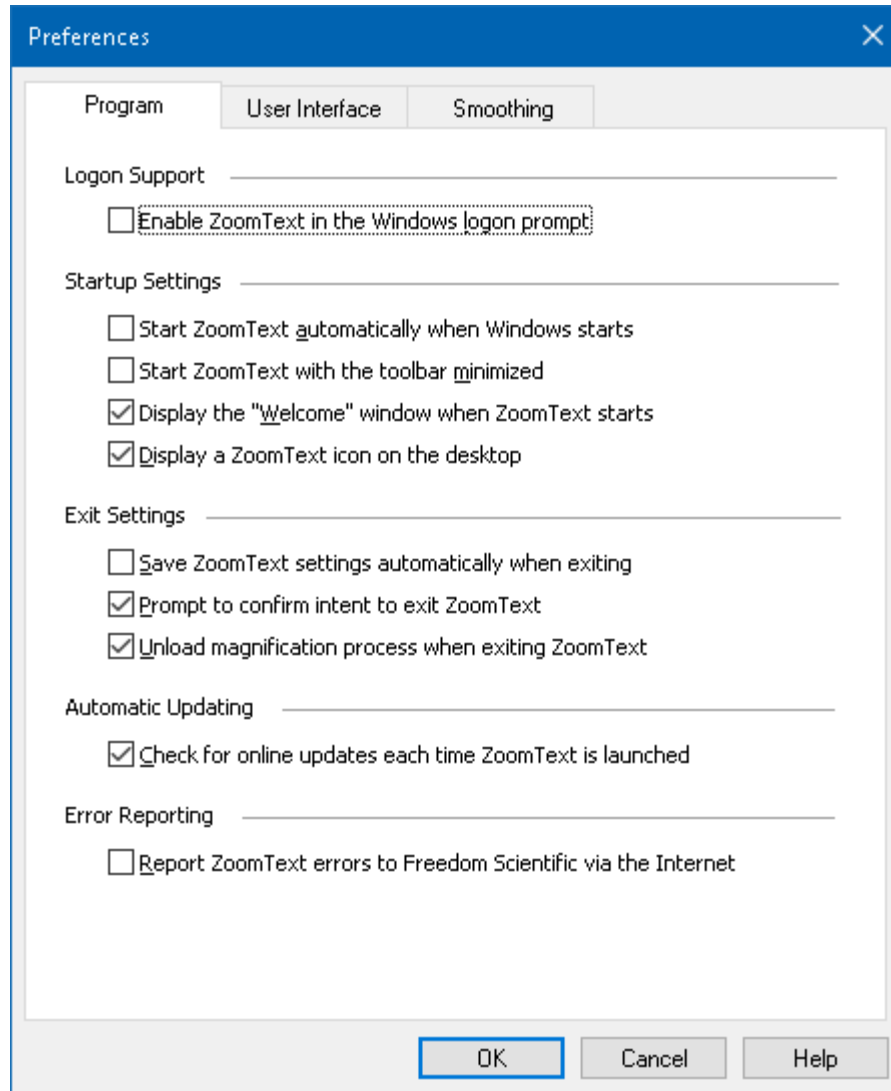 Preferences
Program
User Interface
Smoothing
Logon Support
Enable ZoomText in the Windows logon prompt
Startup Settings
Start ZoomText automatically when Windows starts
Start ZoomText with the toolbar minimized
Display the "Welcome" window when ZoomText starts
Display a ZoomText icon on the desktop
Exit Settings
Save ZoomText settings automatically when exiting
Prompt to confirm intent to exit ZoomText
Unload magnification process when exiting ZoomText
Automatic Updating
Check for online updates each time ZoomText is launched
Error Reporting
Report ZoomText errors to Freedom Scientific via the Internet
OK
Cancel
Help